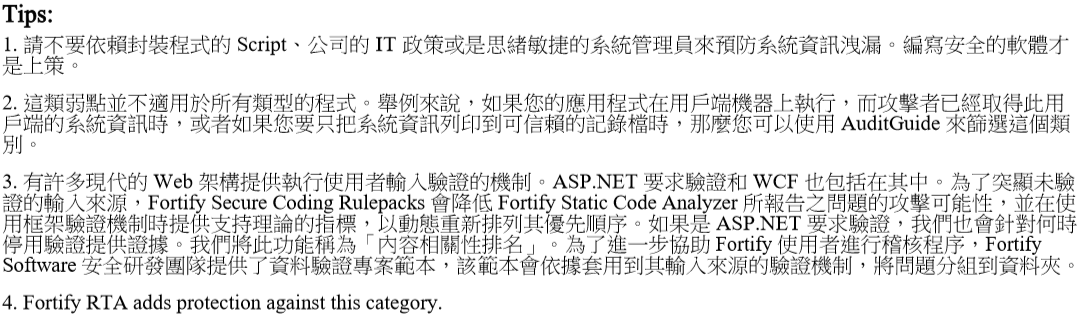 Tips:
1. 請不要依賴封裝程式的 Script、公司的 IT 政策或是思緒敏捷的系統管理員來預防系統資訊洩漏。編寫安全的軟體才
是上策。
2. 這類弱點並不適用於所有類型的程式。舉例來說，如果您的應用程式在用戶端機器上執行，而攻擊者已經取得此用
戶端的系統資訊時，或者如果您要只把系統資訊列印到可信賴的記錄檔時，那麼您可以使用 AuditGuide 來篩選這個類
別。
3. 有許多現代的 Web 架構提供執行使用者輸入驗證的機制。ASP.NET 要求驗證和 WCF 也包括在其中。為了突顯未驗
證的輸入來源，Fortify Secure Coding Rulepacks 會降低 Fortify Static Code Analyzer 所報告之問題的攻擊可能性，並在使
用框架驗證機制時提供支持理論的指標，以動態重新排列其優先順序。如果是 ASP.NET 要求驗證，我們也會針對何時
停用驗證提供證據。我們將此功能稱為「內容相關性排名」。為了進一步協助 Fortify 使用者進行稽核程序，Fortify
Software 安全研發團隊提供了資料驗證專案範本，該範本會依據套用到其輸入來源的驗證機制，將問題分組到資料夾。
4. Fortify RTA adds protection against this category.